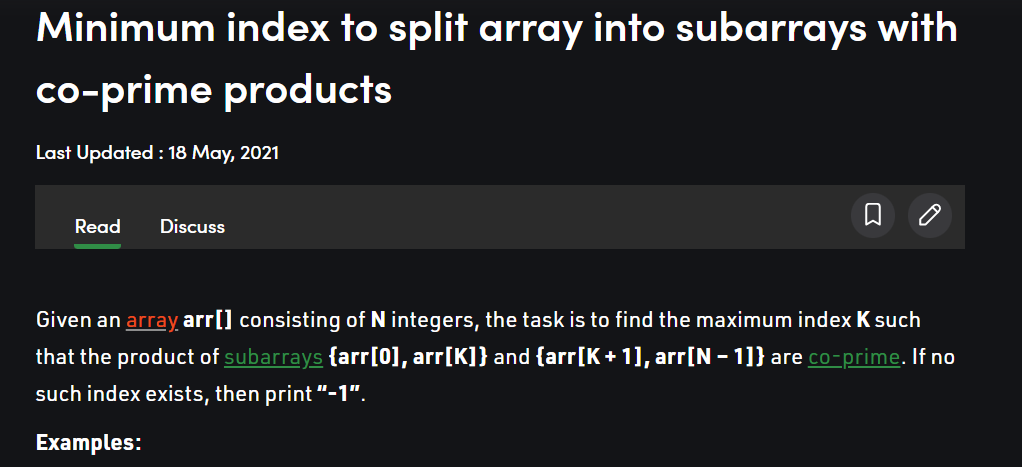 Minimum index to split array into subarrays with
co-prime products
Last Updated : 18 May, 2021
Read Discuss
Given an array arr[] consisting of N integers, the task is to find the maximum index K such
that the product of subarrays {arr[0], arr[K]} and {arr[K + 1], arr[N – 1]} are co-prime. If no
such index exists, then print “-1”.
Examples: